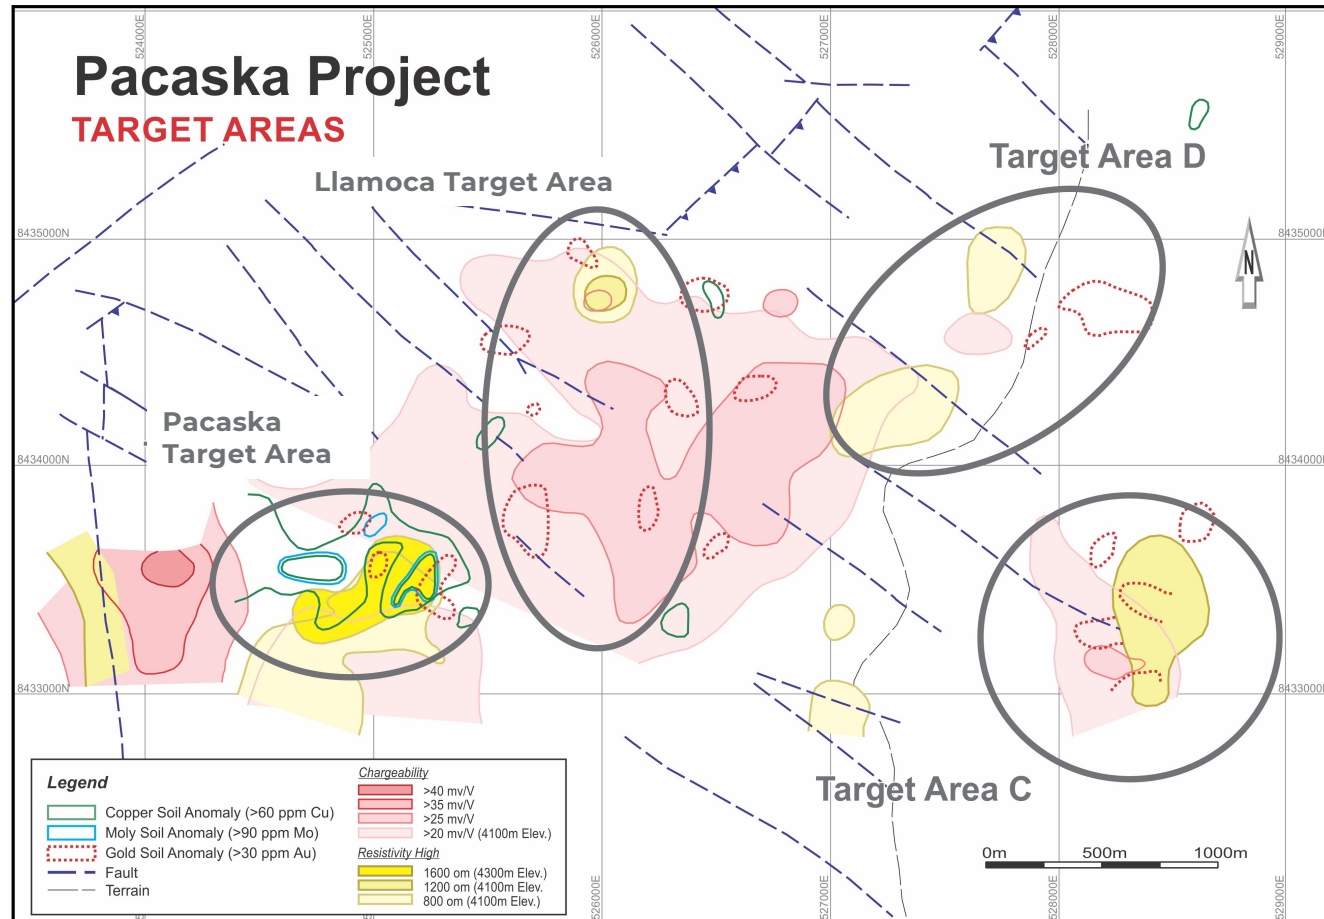 524000E
525000E
526000E
527000E
528000E
529000E
Pacaska Project
TARGET AREAS
Target Area D
Llamoca Target Area
8435000N
8435000N
N
Pacaska
Target Area
8434000N
8434000N
8433000N
8433000N
Target Area C
Legend
Copper Soil Anomaly (>60 ppm Cu)
Moly Soil Anomaly (>90 ppm Mo)
Gold Soil Anomaly (>30 ppm Au)
Fault
Terrain
Chargeability
>40 mv/V
>35 mv/V
>25 mv/V
>20 mv/V (4100m Elev.)
Resistivity High
1600 om (4300m Elev.)
1200 om (4100m Elev.
800 om (4100m Elev.)
0m 500m 1000m
526000E
527000E
528000E
529000E